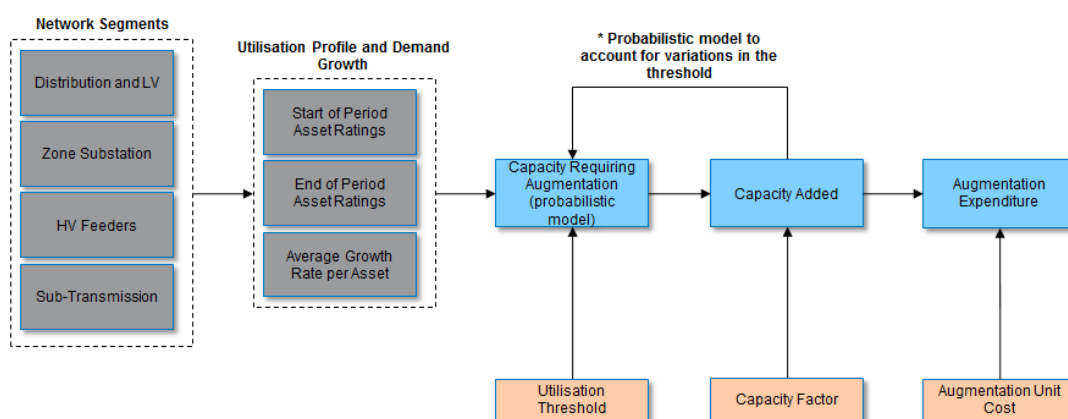 Network Segments
Distribution and LV
Zone Substation
HV Feeders
Sub-Transmission
Utilisation Profile and Demand
Growth
Start of Period
Asset Ratings
End of Period
Asset Ratings
Average Growth
Rate per Asset
* Probabilistic model to
account for variations in the
threshold
Capacity Requiring
Augmentation
(probabilistic
model)
Capacity Added
Augmentation
Expenditure
Utilisation
Threshold
Capacity Factor
Augmentation Unit
Cost